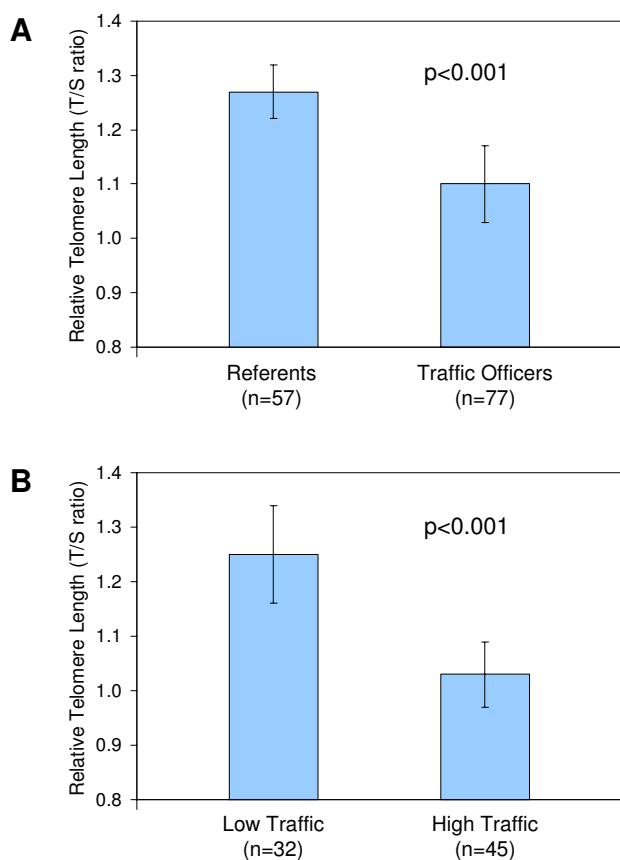 A
Relative Telomere Length (T/S ratio)
1.4
1.3
1.2
1.1
1.0
0.9
0.8
p<0.001
Referents
(n=57)
Traffic Officers
(n=77)
B
Relative Telomere Length (T/S ratio)
1.4
1.3
1.2
1.1
1.0
0.9
0.8
p<0.001
Low Traffic
(n=32)
High Traffic
(n=45)